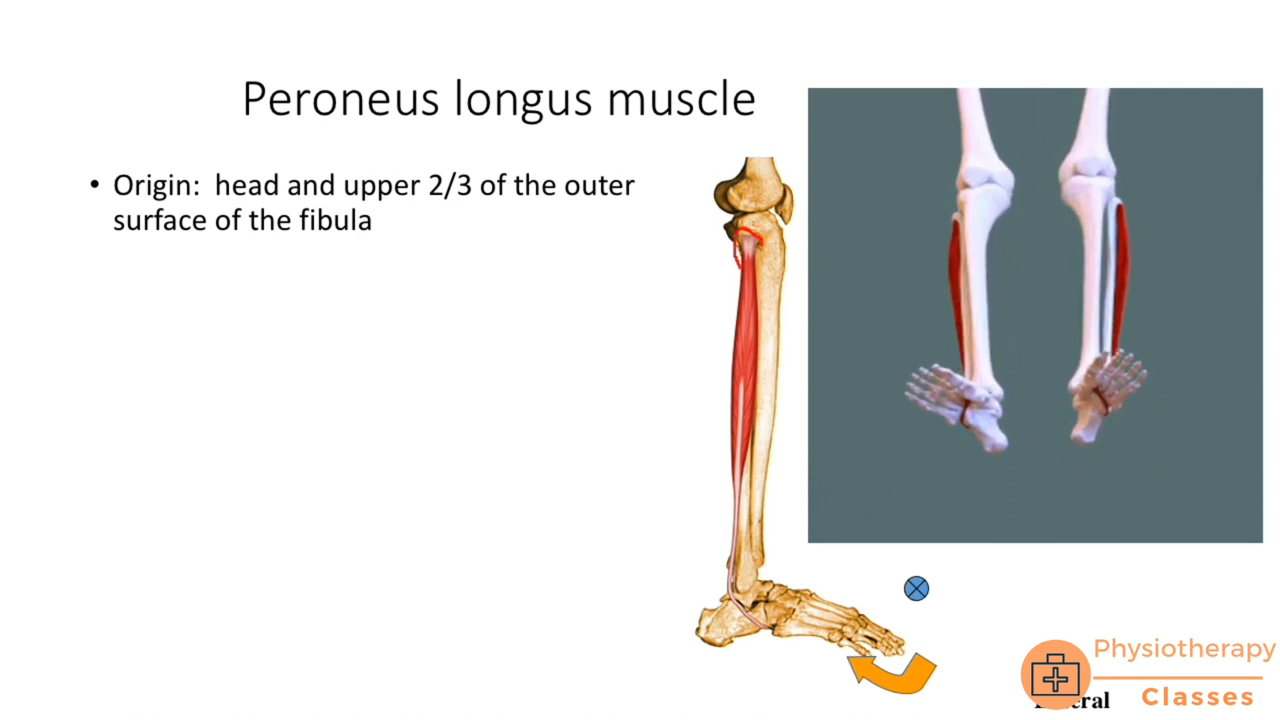 Peroneus longus muscle
• Origin: head and upper 2/3 of the outer
surface of the fibula
Physiotherapy
Classes